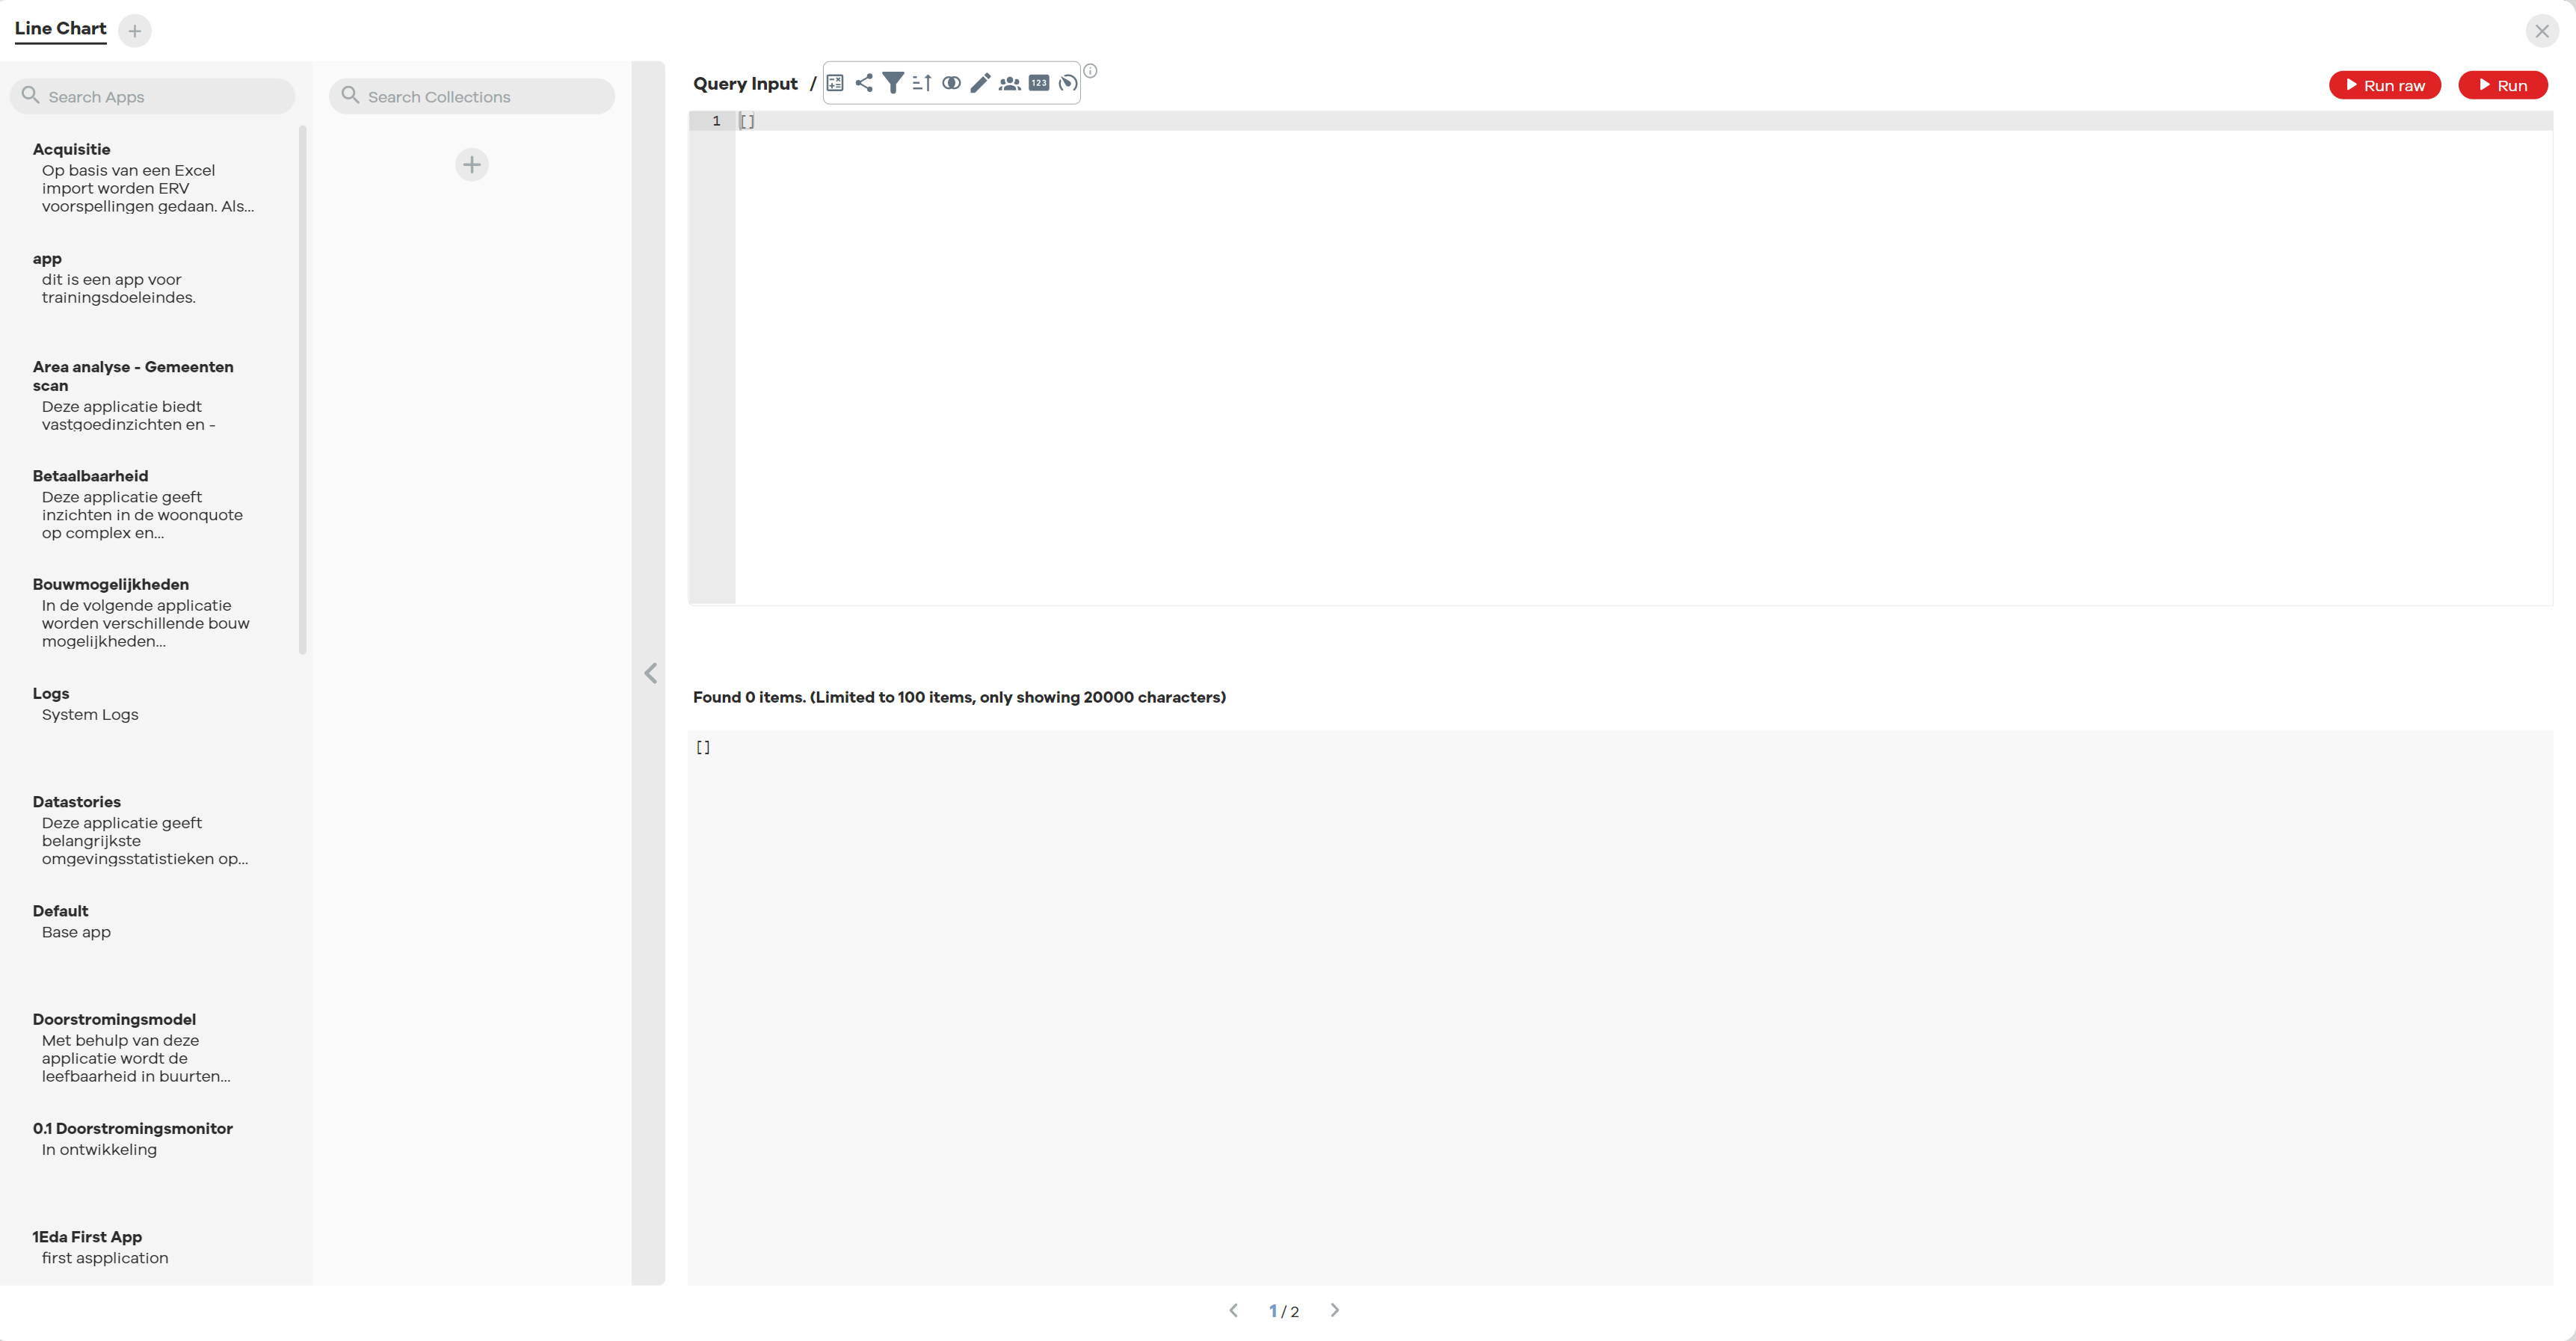 Line Chart
Search Apps
Acquisitie
Op basis van een Excel
import worden ERV
voorspellingen gedaan. Als...
app
dit is een app voor
trainingsdoeleindes.
Area analyse - Gemeenten
scan
Deze applicatie biedt
vastgoedinzichten en -
Betaalbaarheid
Deze applicatie geeft
inzichten in de woonquote
op complex en...
Bouwmogelijkheden
In de volgende applicatie
worden verschillende bouw
mogelijkheden...
Logs
System Logs
Datastories
Deze applicatie geeft
belangrijkste
omgevingsstatistieken op...
Default
Base app
Doorstromingsmodel
Met behulp van deze
applicatie wordt de
leefbaarheid in buurten...
0.1 Doorstromingsmonitor
In ontwikkeling
1Eda First App
first aspplication
Search Collections
Query Input /
123
Run raw
Run
1 []
Found 0 items. (Limited to 100 items, only showing 20000 characters)
[]
1 / 2